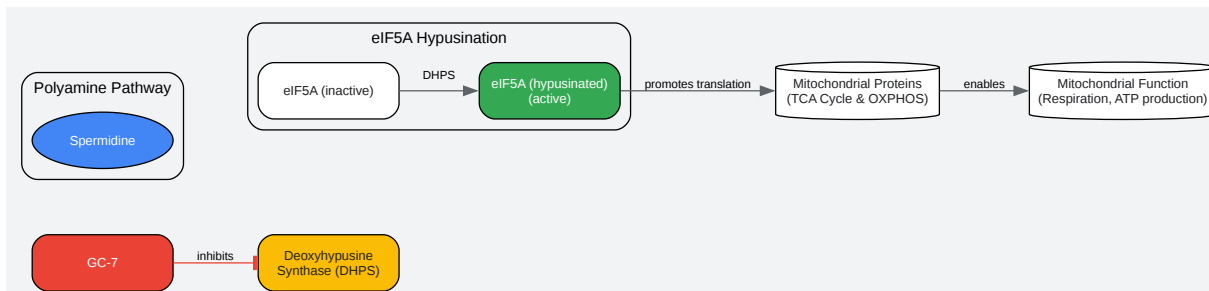 eIF5A Hypusination
Polyamine Pathway
Spermidine
eIF5A (inactive)
DHPS
eIF5A (hypusinated)
(active)
promotes translation
Mitochondrial Proteins
(TCA Cycle & OXPHOS)
enables
Mitochondrial Function
(Respiration, ATP production)
GC-7
inhibits
Deoxyhypusine
Synthase (DHPS)